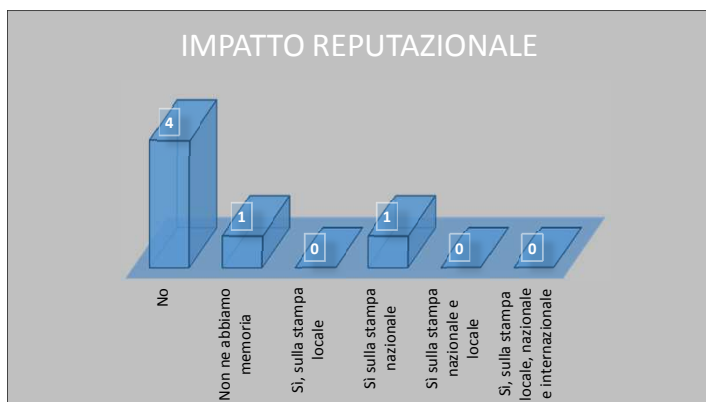 IMPATTO REPUTAZIONALE
4
1
0
1
0
0
No
Non ne abbiamo
memoria
Sì, sulla stampa
locale
Sì sulla stampa
nazionale
Sì sulla stampa
nazionale e
locale
Sì, sulla stampa
locale, nazionale
e internazionale